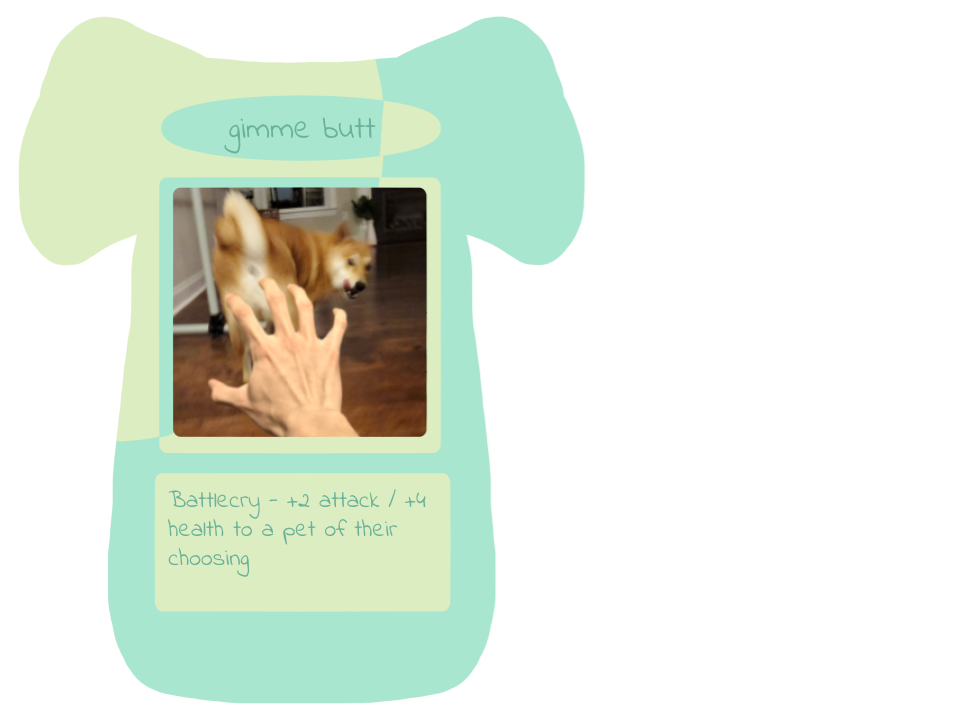 gimme butt
Battlecry - +2 attack / +4
health to a pet of their
choosing